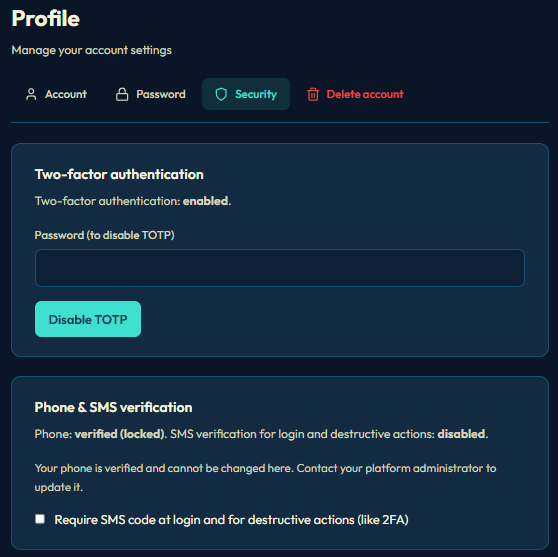 Profile
Manage your account settings
Account
Password
Security
Delete account
Two-factor authentication
Two-factor authentication: enabled.
Password (to disable TOTP)
Disable TOTP
Phone & SMS verification
Phone: verified (locked). SMS verification for login and destructive actions: disabled.
Your phone is verified and cannot be changed here. Contact your platform administrator to
update it.
Require SMS code at login and for destructive actions (like 2FA)